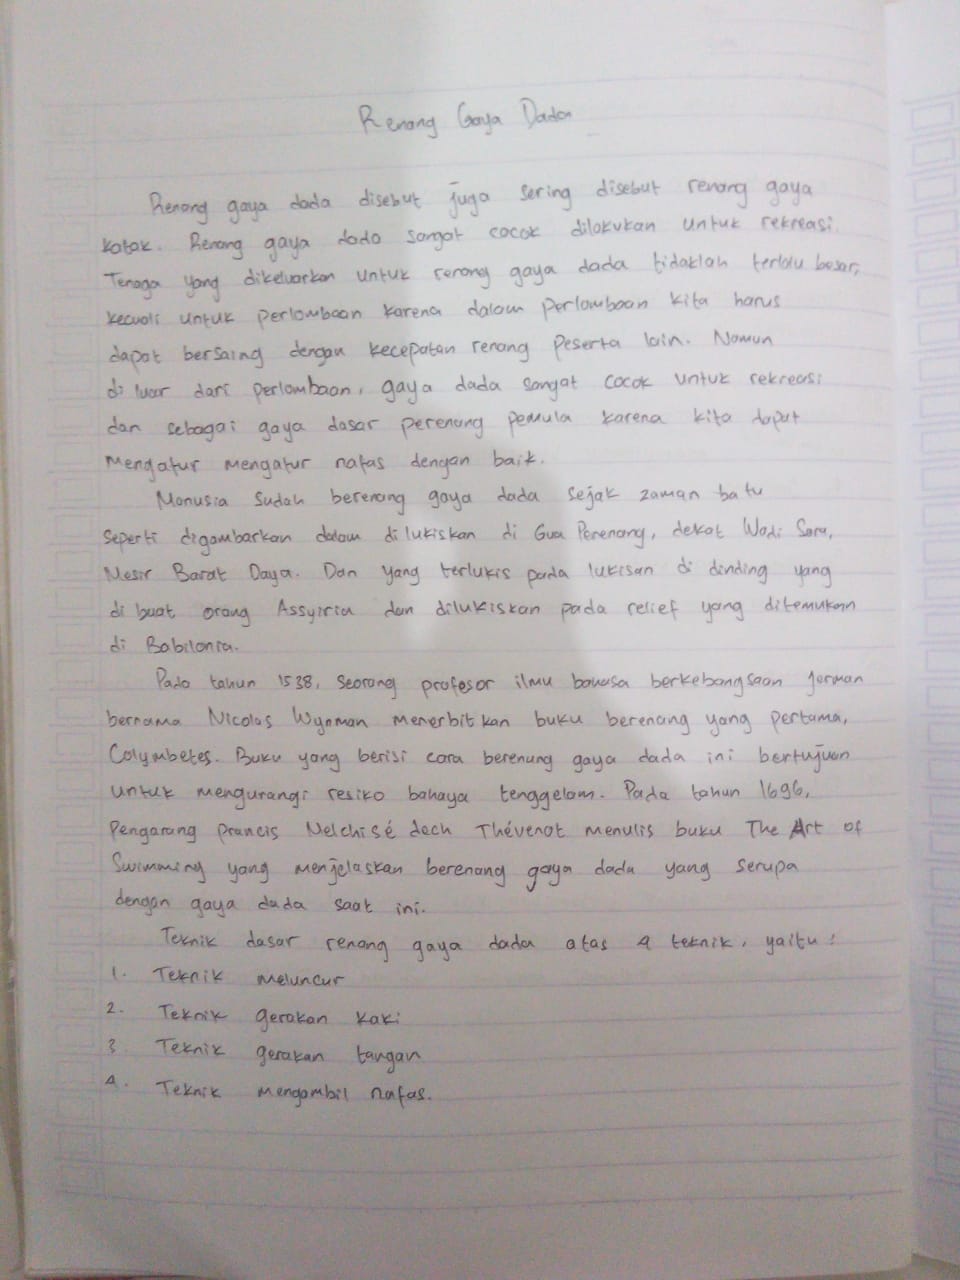 Renang Gaya Dada
Renang gaya dada disebut juga sering disebut renang gaya
katak. Renang gaya dada sangat cocok dilakukan untuk rekreasi.
Tenaga yang dikeluarkan untuk renang gaya dada tidaklah terlalu besar,
kecuali untuk perlombaan karena dalam perlombaan kita harus
dapat bersaing dengan kecepatan renang peserta lain. Namun
di luar dari perlombaan, gaya dada sangat cocok untuk rekreasi
dan sebagai gaya dasar perenang pemula karena kita dapat
mengatur mengatur nafas dengan baik.
Manusia sudah berenang gaya dada sejak zaman batu
seperti digambarkan dalam dilukiskan di Gua Perenang, dekat Wadi Sora,
Mesir Barat Daya. Dan yang terlukis pada lukisan di dinding yang
di buat orang Assyiria dan dilukiskan pada relief yang ditemukan
di Babilonia.
Pada tahun 1538, seorang profesor ilmu bahasa berkebangsaan Jerman
bernama Nicolas Wynman menerbitkan buku berenang yang pertama,
Colymbetes. Buku yang berisi cara berenang gaya dada ini bertujuan
untuk mengurangi resiko bahaya tenggelam. Pada tahun 1696,
Pengarang prancis Melchisé dech Thévenot menulis buku The Art of
Swimming yang menjelaskan berenang gaya dada yang serupa
dengan gaya dada saat ini.
Teknik dasar renang gaya dada atas 4 teknik, yaitu :
1. Teknik meluncur
2. Teknik gerakan kaki
3. Teknik gerakan tangan
4. Teknik mengambil nafas.